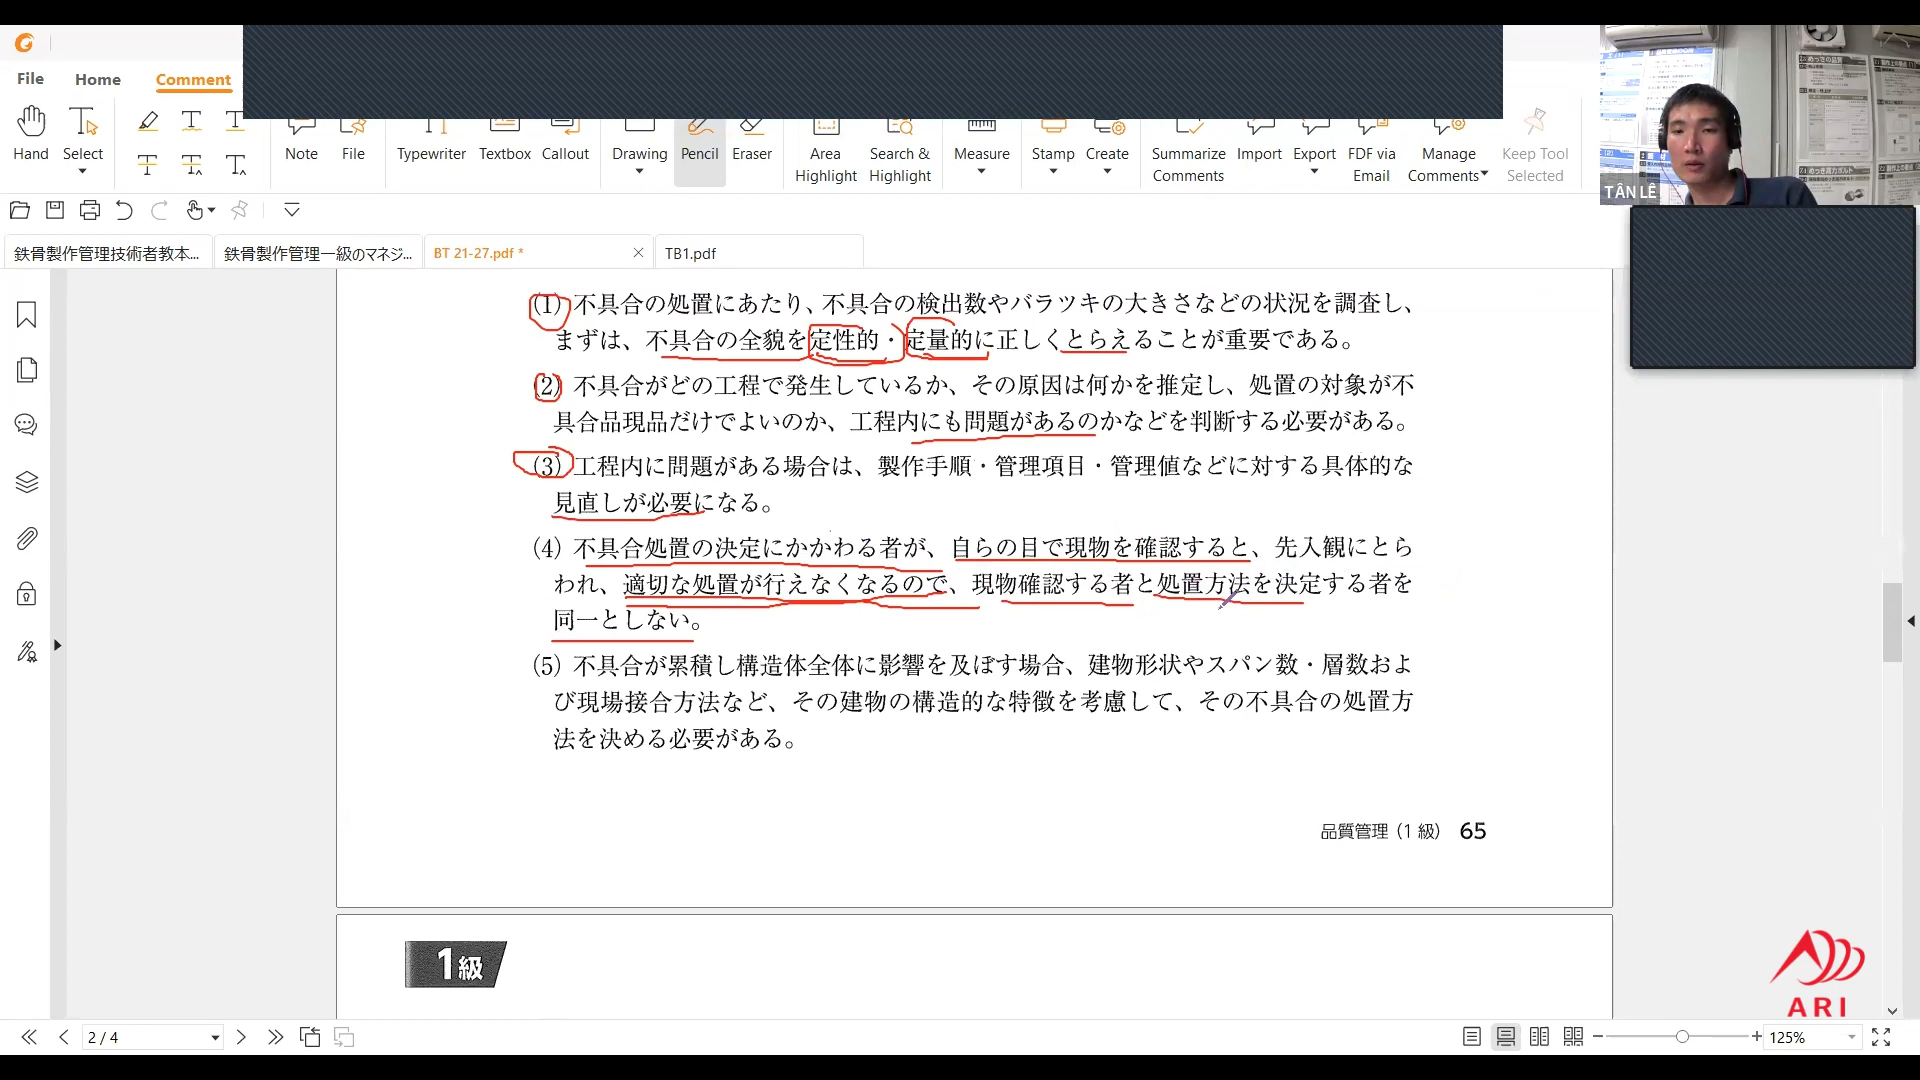 File
Home
Comment
Hand
Select
Note
File
Typewriter
Textbox
Callout
Drawing
Pencil
Eraser
Area
Highlight
Search &
Highlight
Measure
Stamp
Create
Summarize
Comments
Import
Export
FDF via
Email
Manage
Comments
Keep Tool
Selected
TÂN LÊ
鉄骨製作管理技術者教本...
鉄骨製作管理一級のマネジ...
BT 21-27.pdf *
TB1.pdf
(1) 不具合の処置にあたり、不具合の検出数やバラツキの大きさなどの状況を調査し、
まずは、不具合の全貌を定性的・定量的に正しくとらえることが重要である。
(2) 不具合がどの工程で発生しているか、その原因は何かを推定し、処置の対象が不
具合品現品だけでよいのか、工程内にも問題があるのかなどを判断する必要がある。
(3) 工程内に問題がある場合は、製作手順・管理項目・管理値などに対する具体的な
見直しが必要になる。
(4) 不具合処置の決定にかかわる者が、自らの目で現物を確認すると、先入観にとら
われ、適切な処置が行えなくなるので、現物確認する者と処置方法を決定する者を
同一としない。
(5) 不具合が累積し構造体全体に影響を及ぼす場合、建物形状やスパン数・層数およ
び現場接合方法など、その建物の構造的な特徴を考慮して、その不具合の処置方
法を決める必要がある。
品質管理（1 級） 65
1級
ARI
2 / 4
125%